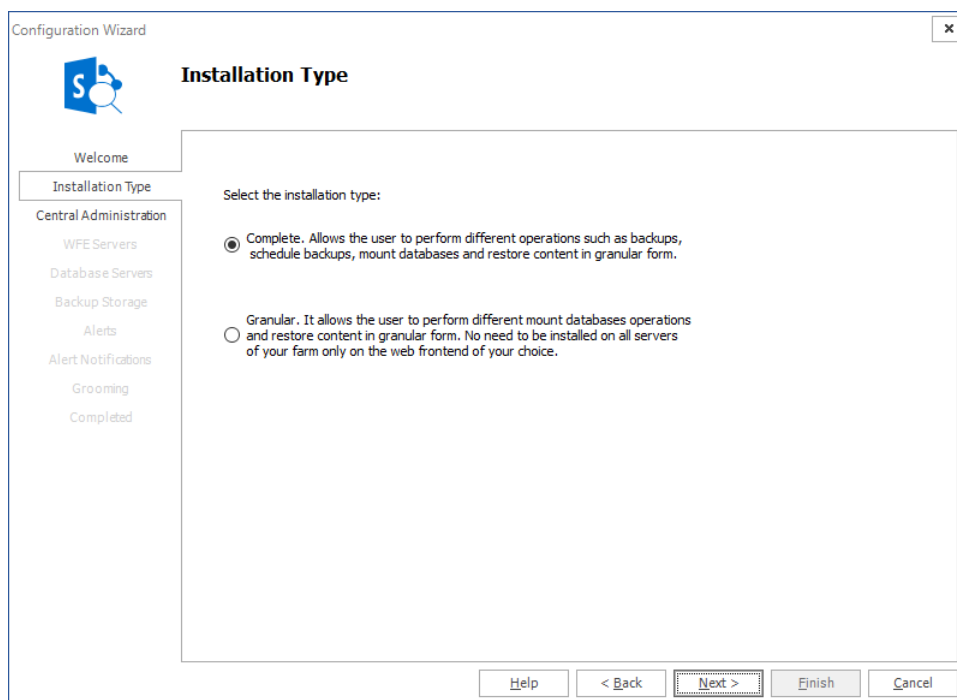 Configuration Wizard
S
Installation Type
Welcome
Installation Type
Central Administration
WFE Servers
Database Servers
Backup Storage
Alerts
Alert Notifications
Grooming
Completed
Select the installation type:
Complete. Allows the user to perform different operations such as backups,
schedule backups, mount databases and restore content in granular form.
Granular. It allows the user to perform different mount databases operations
and restore content in granular form. No need to be installed on all servers
of your farm only on the web frontend of your choice.
Help
< Back
Next >
Finish
Cancel